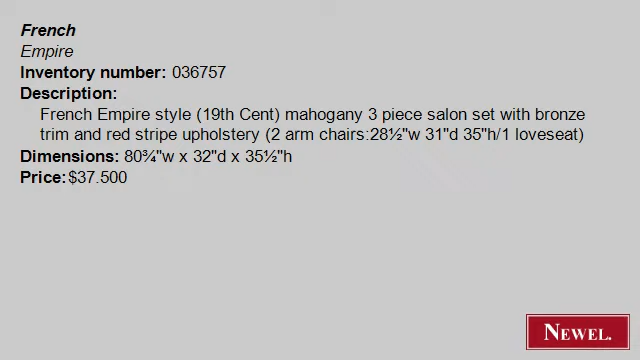 French
Empire
Inventory number: 036757
Description:
French Empire style (19th Cent) mahogany 3 piece salon set with bronze
trim and red stripe upholstery (2 arm chairs:28½"w 31"d 35"h/1 loveseat)
Dimensions: 80¾"w x 32"d x 35½"h
Price:$37.500
NEWEL.